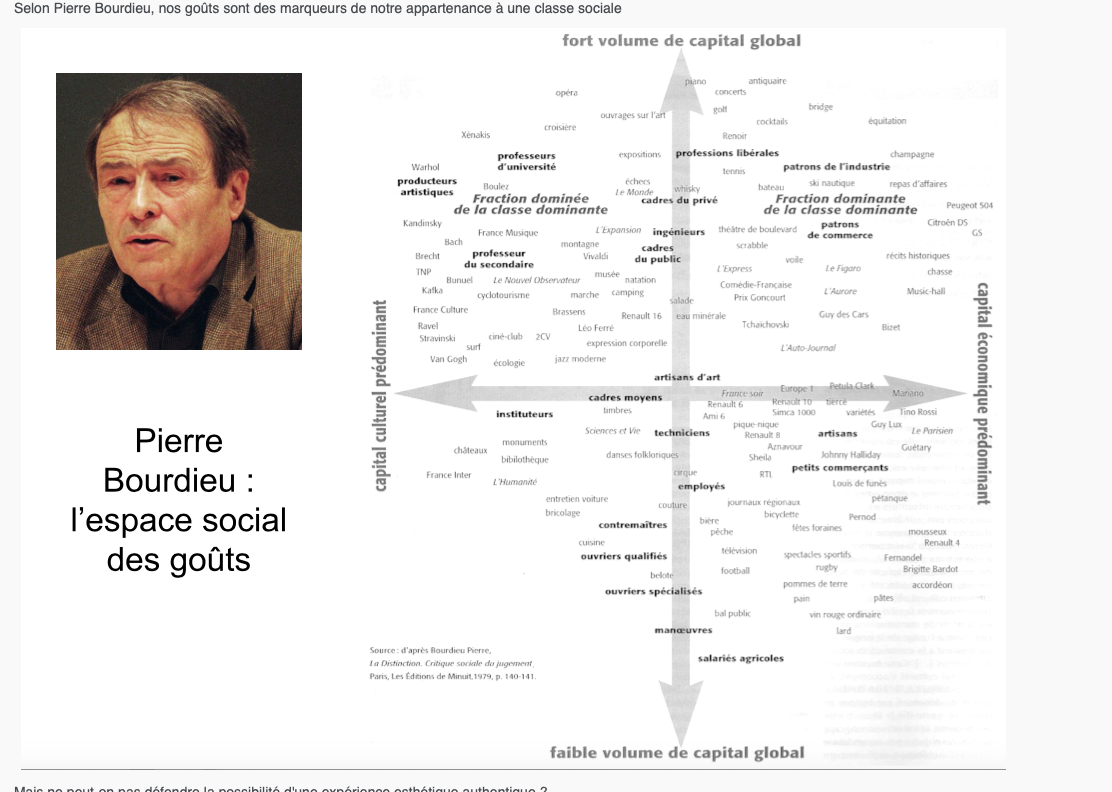 Selon Pierre Bourdieu, nos goûts sont des marqueurs de notre appartenance à une classe sociale
fort volume de capital global
piano
antiquaire
opéra
concerts
ouvrages sur l'art
golf
bridge
croisière
cocktails
équitation
Xénakis
Renoir
professeurs
d'université
expositions
professions libérales
champagne
Warhol
tennis
patrons de l'industrie
producteurs
artistiques
Boulez
échecs
Le Monde
whisky
bateau
ski nautique
repas d'affaires
Fraction dominée
de la classe dominante
cadres du privé
Fraction dominante
de la classe dominante
Peugeot 504
Kandinsky
France Musique
L'Expansion
ingénieurs
théâtre de boulevard
patrons
de commerce
Citroën DS
GS
Bach
montagne
cadres
du public
scrabble
Brecht
professeur
du secondaire
Vivaldi
voile
récits historiques
TNP
musée
L'Express
Le Figaro
chasse
Bunuel
Le Nouvel Observateur
natation
Comédie-Française
Kafka
cyclotourisme
marche
camping
salade
Prix Goncourt
L'Aurore
Music-hall
France Culture
Brassens
Renault 16
eau minérale
Guy des Cars
Ravel
Léo Ferré
Tchaïchovski
Bizet
Stravinski
ciné-club
2CV
expression corporelle
surf
L'Auto-Journal
Van Gogh
écologie
jazz moderne
capital culturel prédominant
capital économique prédominant
artisans d'art
cadres moyens
France soir
Europe 1
Petula Clark
Mariano
instituteurs
timbres
Renault 6
Renault 10
tiercé
Ami 6
Simca 1000
variétés
Tino Rossi
Sciences et Vie
techniciens
pique-nique
Renault 8
artisans
Guy Lux
Le Parisien
monuments
Aznavour
Guétary
châteaux
bibilothèque
danses folkloriques
Sheila
Johnny Halliday
France Inter
cirque
RTL
petits commerçants
L'Humanité
employés
Louis de funès
entretien voiture
couture
journaux régionaux
pétanque
bricolage
bière
bicyclette
Pernod
contremaîtres
pêche
fêtes foraines
mousseux
cuisine
Renault 4
ouvriers qualifiés
télévision
spectacles sportifs
Fernandel
belote
football
rugby
Brigitte Bardot
ouvriers spécialisés
pommes de terre
accordéon
pain
pâtes
bal public
vin rouge ordinaire
manœuvres
lard
salariés agricoles
faible volume de capital global
Pierre
Bourdieu :
l'espace social
des goûts
Source : d'après Bourdieu Pierre,
La Distinction. Critique sociale du jugement,
Paris, Les Éditions de Minuit,1979, p. 140-141.
Mais ne peut-on pas défendre la possibilité d'une expérience esthétique authentique ?